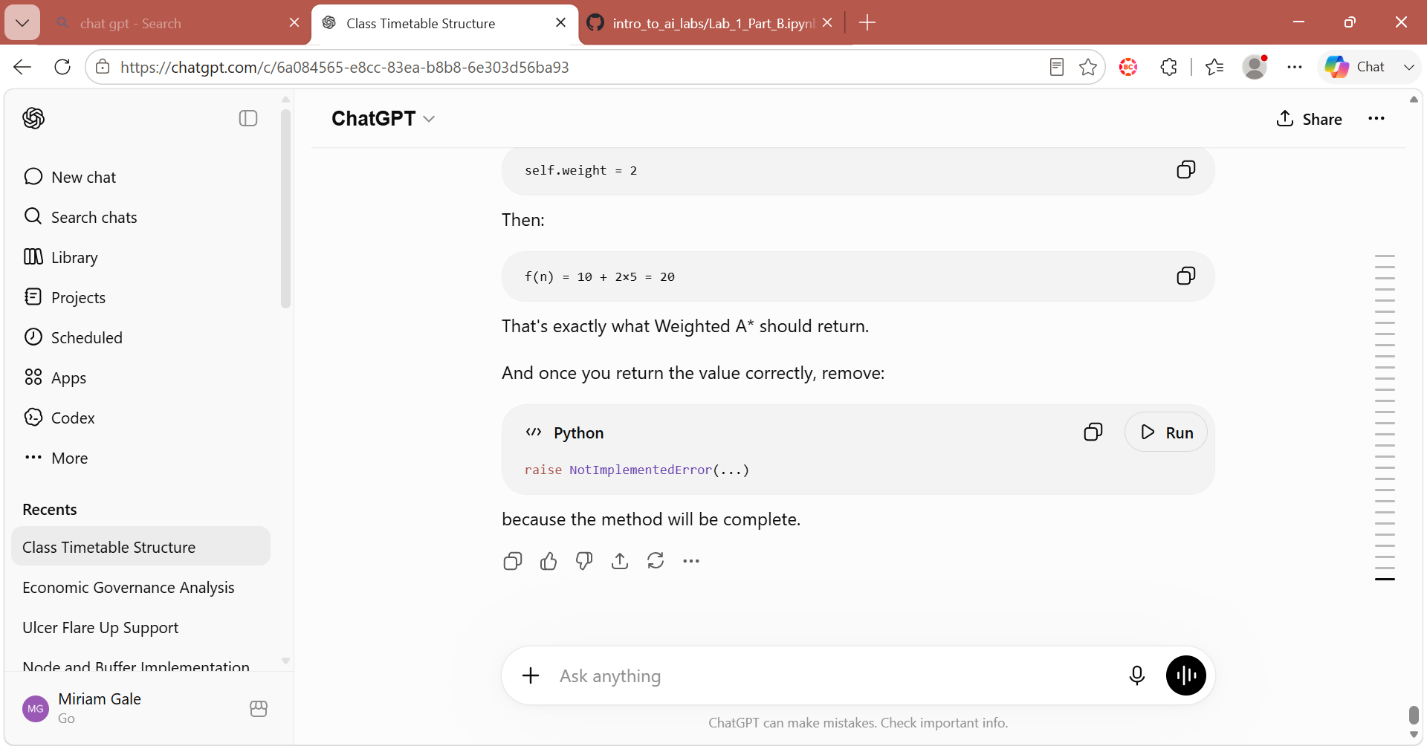 chat gpt - Search
Class Timetable Structure
intro_to_ai_labs/Lab_1_Part_B.ipynb
https://chatgpt.com/c/6a084565-e8cc-83ea-b8b8-6e303d56ba93
Chat
ChatGPT
Share
New chat
Search chats
Library
Projects
Scheduled
Apps
Codex
More
Recents
Class Timetable Structure
Economic Governance Analysis
Ulcer Flare Up Support
Node and Buffer Implementation
MG
Miriam Gale
Go
self.weight = 2
Then:
f(n) = 10 + 2×5 = 20
That's exactly what Weighted A* should return.
And once you return the value correctly, remove:
Python
Run
raise NotImplementedError(...)
because the method will be complete.
Ask anything
ChatGPT can make mistakes. Check important info.